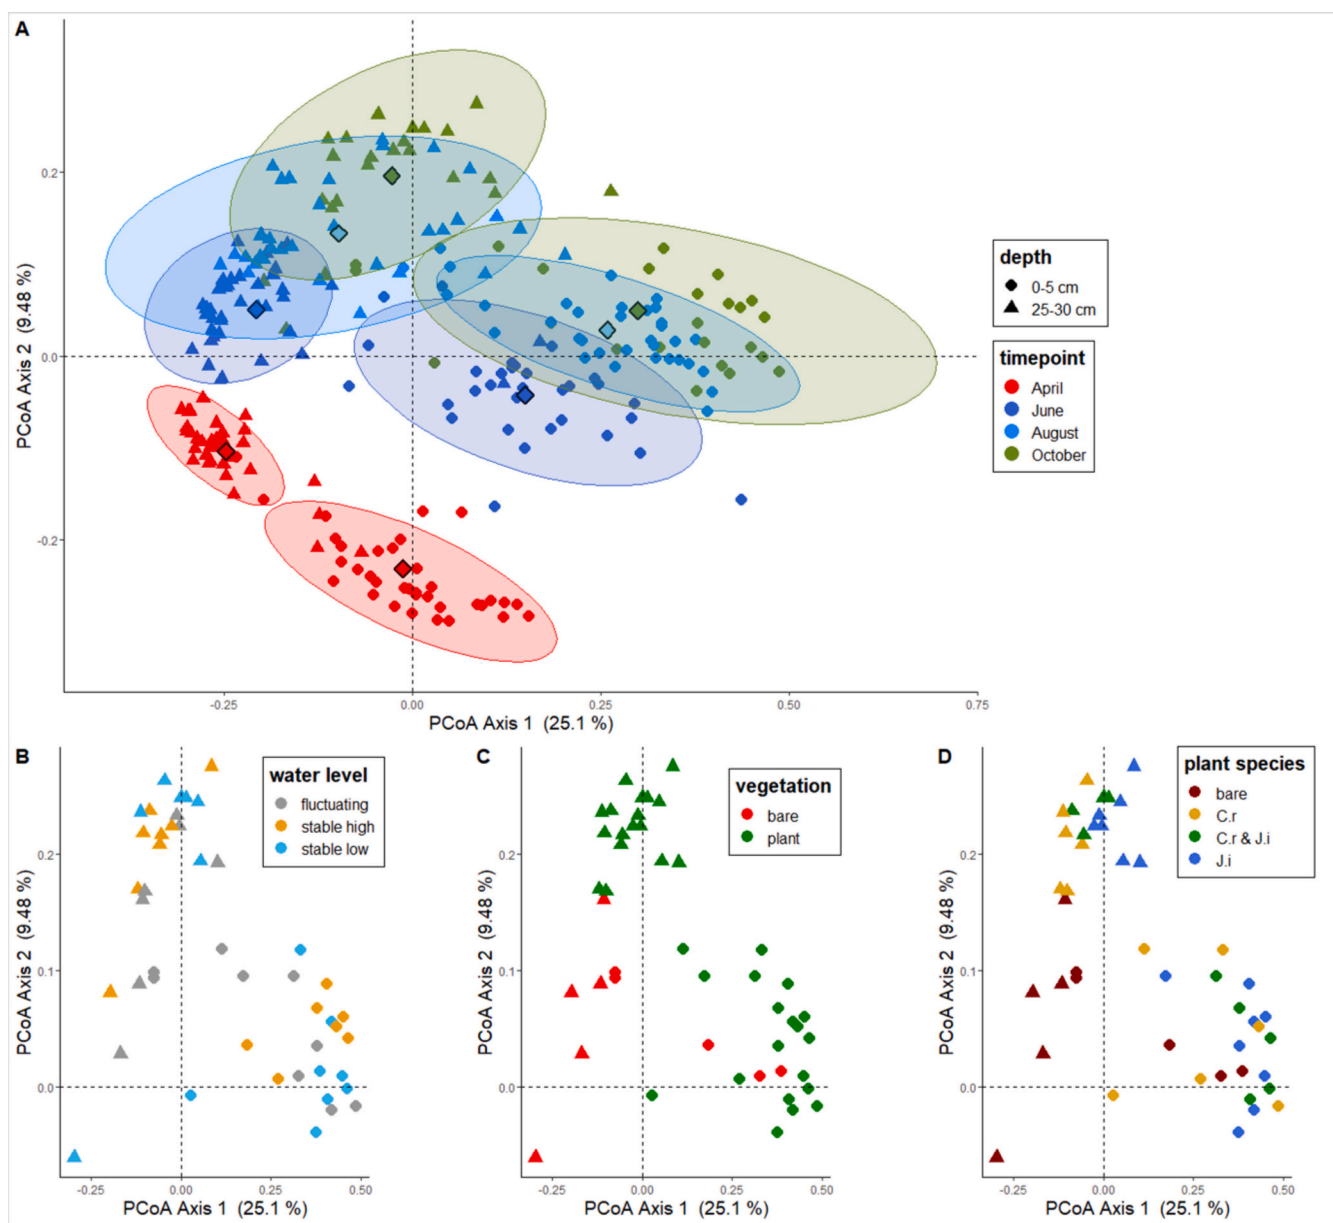 A
PCoA Axis 2 (9.48 %)
0.2
0.0
-0.2
-0.25
0.00
0.25
0.50
0.75
PCoA Axis 1 (25.1 %)
depth
0-5 cm
25-30 cm
timepoint
April
June
August
October
B
PCoA Axis 2 (9.48 %)
0.2
0.1
0.0
-0.25
0.00
0.25
0.50
PCoA Axis 1 (25.1 %)
water level
fluctuating
stable high
stable low
C
PCoA Axis 2 (9.48 %)
0.2
0.1
0.0
-0.25
0.00
0.25
0.50
PCoA Axis 1 (25.1 %)
vegetation
bare
plant
D
PCoA Axis 2 (9.48 %)
0.2
0.1
0.0
-0.25
0.00
0.25
0.50
PCoA Axis 1 (25.1 %)
plant species
bare
C.r
C.r & J.i
J.i